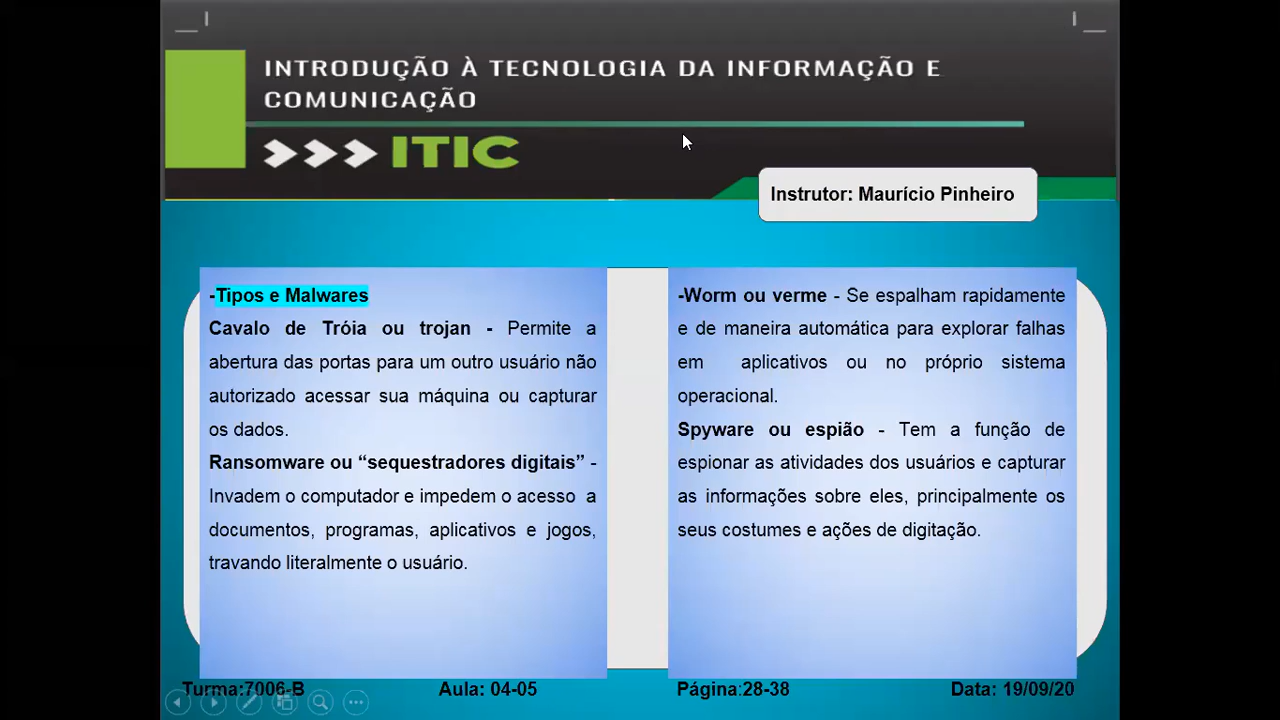 INTRODUÇÃO À TECNOLOGIA DA INFORMAÇÃO E
COMUNICAÇÃO
ITIC
Instrutor: Maurício Pinheiro
-Tipos e Malwares
Cavalo de Tróia ou trojan - Permite a
abertura das portas para um outro usuário não
autorizado acessar sua máquina ou capturar
os dados.
Ransomware ou “sequestradores digitais” -
Invadem o computador e impedem o acesso a
documentos, programas, aplicativos e jogos,
travando literalmente o usuário.
-Worm ou verme - Se espalham rapidamente
e de maneira automática para explorar falhas
em aplicativos ou no próprio sistema
operacional.
Spyware ou espião - Tem a função de
espionar as atividades dos usuários e capturar
as informações sobre eles, principalmente os
seus costumes e ações de digitação.
Turma:7006-B Aula: 04-05 Página:28-38 Data: 19/09/20